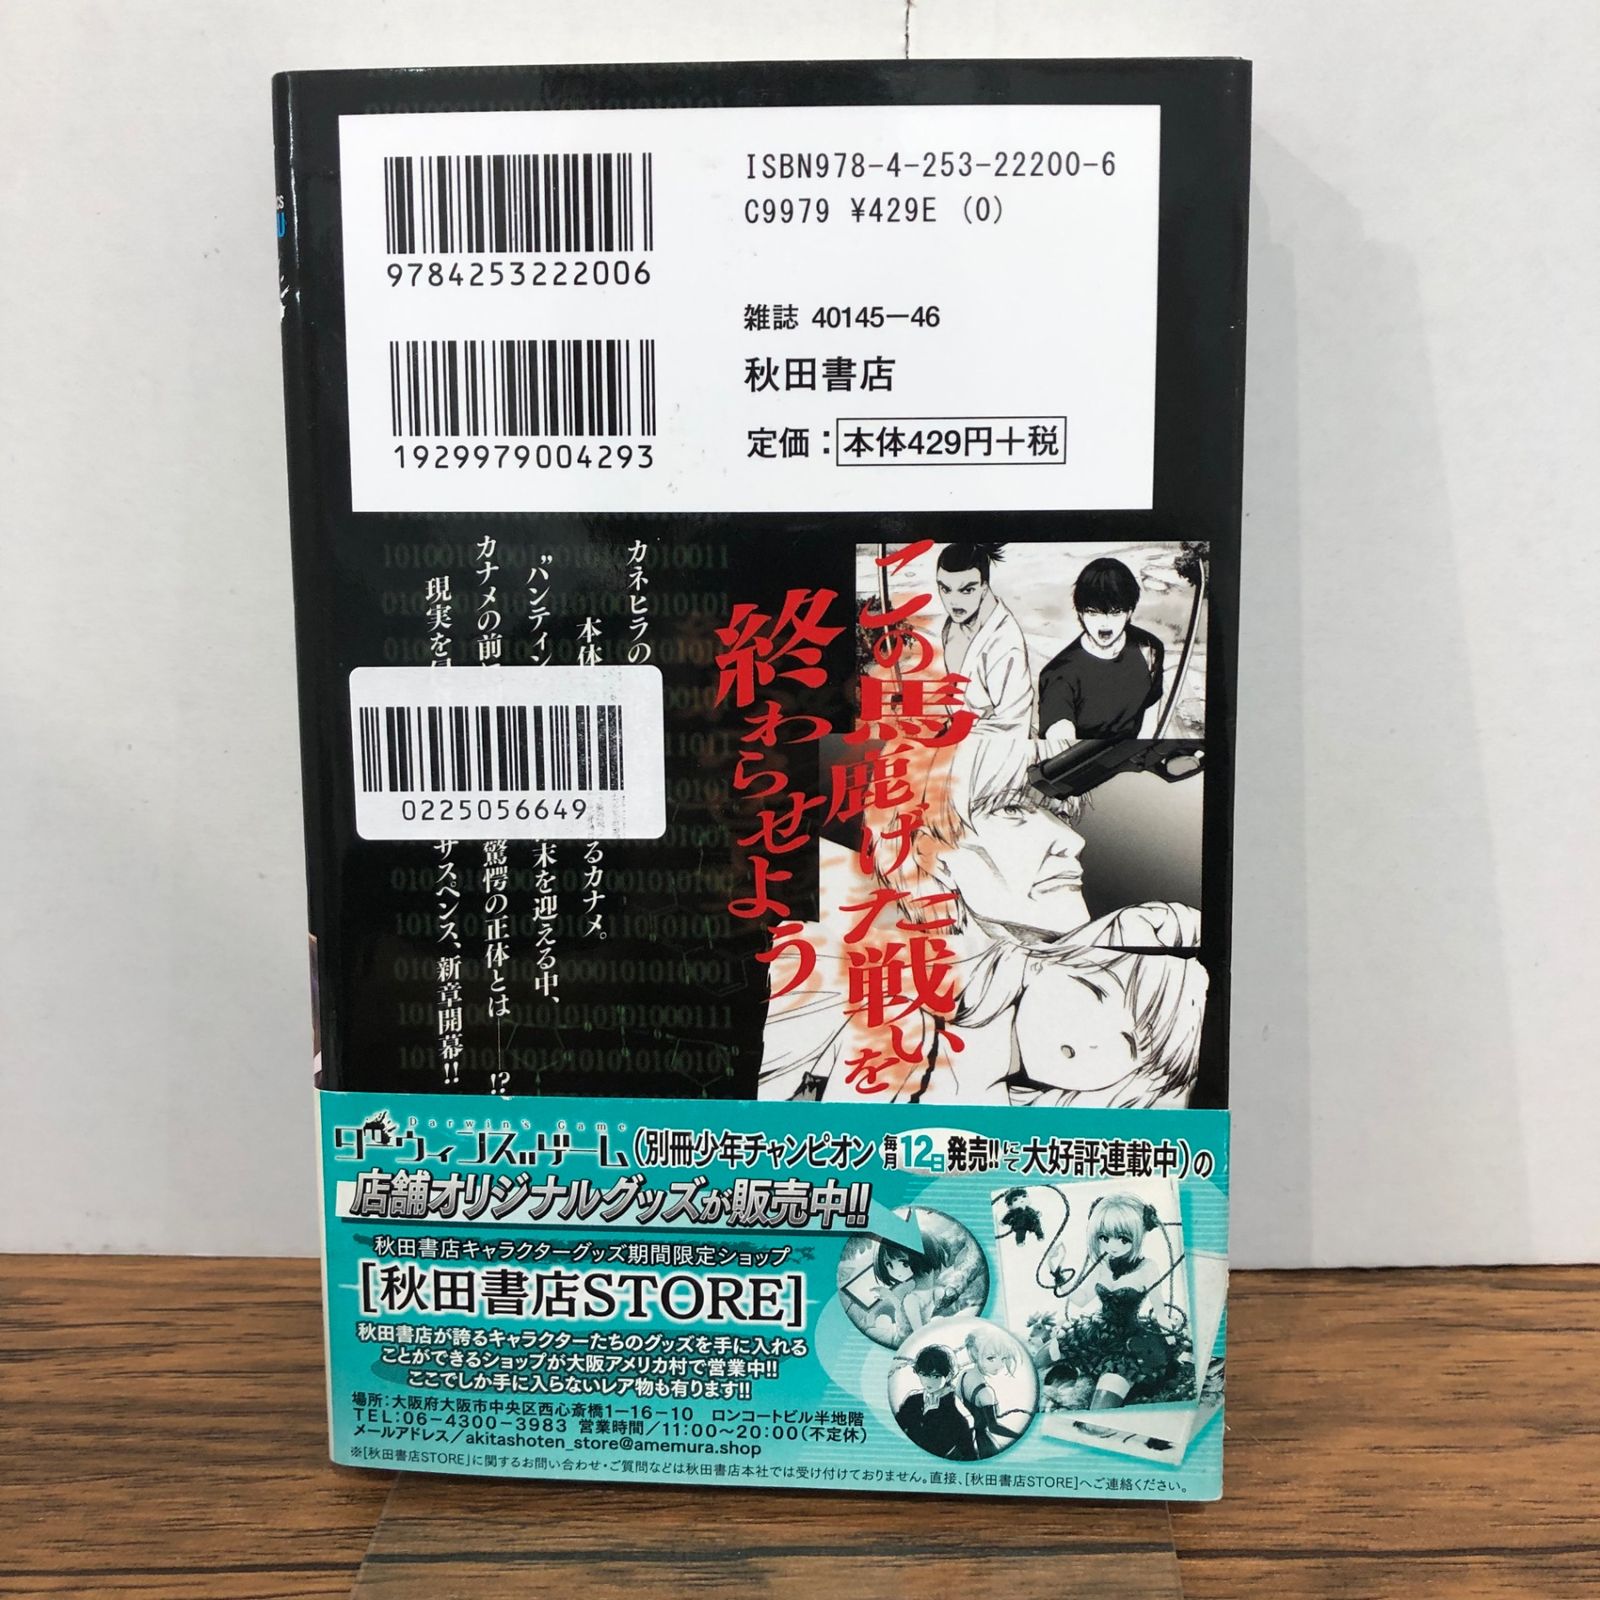 ISBN978-4-253-22200-6
C9979 ¥429E (0)
9784253222006
雑誌 40145-46
秋田書店
1929979004293
定価：本体429円+税
この馬鹿げた戦いを
終わらせよう
カネヒラの
本体 るカナメ。
〝ハンティン 末を迎える中、
カナメの前に 驚愕の正体とは――!?
現実を サスペンス、新章開幕!!
0225056649
Darwin's Game
ダーウィンズゲーム(別冊少年チャンピオン 毎月12日発売!!にて大好評連載中)の
店舗オリジナルグッズが販売中!!
秋田書店キャラクターグッズ期間限定ショップ
[秋田書店STORE]
秋田書店が誇るキャラクターたちのグッズを手に入れる
ことができるショップが大阪アメリカ村で営業中!!
ここでしか手に入らないレア物も有ります!!
場所：大阪府大阪市中央区西心斎橋1-16-10 ロンコートビル半地階
TEL：06-4300-3983 営業時間／11:00～20:00(不定休)
メールアドレス／akitashoten_store@amemura.shop
※[秋田書店STORE]に関するお問い合わせ・ご質問などは秋田書店本社では受け付けておりません。直接、[秋田書店STORE]へご連絡ください。